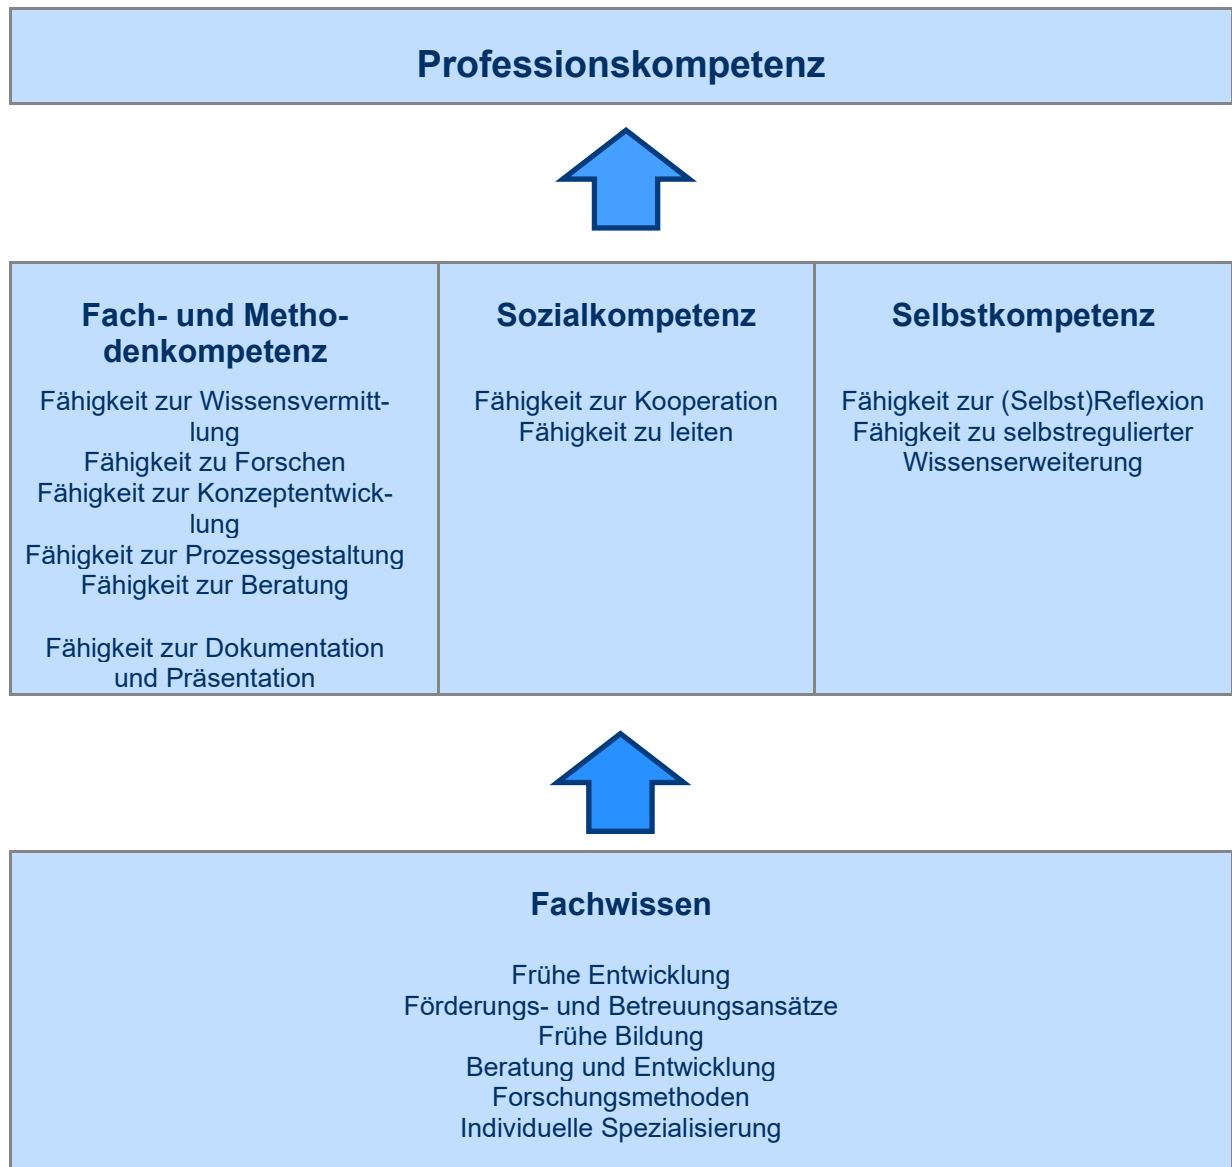 Professionskompetenz
Fach- und Metho-
denkompetenz
Fähigkeit zur Wissensvermitt-
lung
Fähigkeit zu Forschen
Fähigkeit zur Konzeptentwick-
lung
Fähigkeit zur Prozessgestaltung
Fähigkeit zur Beratung
Fähigkeit zur Dokumentation
und Präsentation
Sozialkompetenz
Fähigkeit zur Kooperation
Fähigkeit zu leiten
Selbstkompetenz
Fähigkeit zur (Selbst)Reflexion
Fähigkeit zu selbstregulierter
Wissenserweiterung
Fachwissen
Frühe Entwicklung
Förderungs- und Betreuungsansätze
Frühe Bildung
Beratung und Entwicklung
Forschungsmethoden
Individuelle Spezialisierung